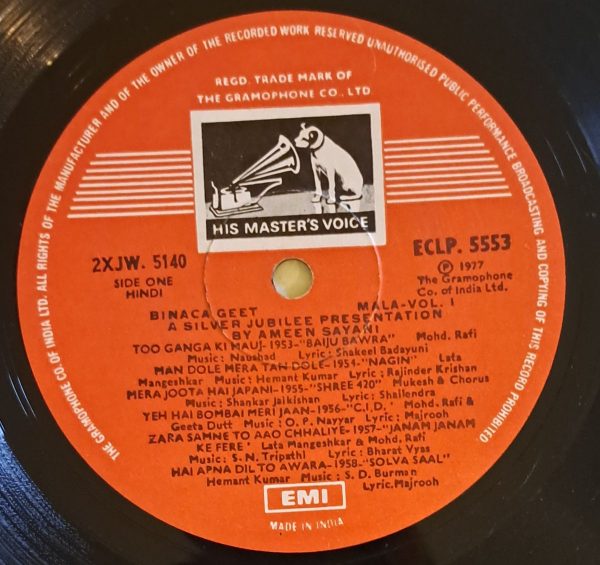 THE GRAMOPHONE CO. OF INDIA LTD. ALL RIGHTS OF THE MANUFACTURER AND OF THE OWNER OF THE RECORDED WORK RESERVED UNAUTHORISED PUBLIC PERFORMANCE BROADCASTING AND COPYING OF THIS RECORD PROHIBITED.
REGD. TRADE MARK OF
THE GRAMOPHONE CO., LTD
HIS MASTER'S VOICE
2XJW. 5140
SIDE ONE
HINDI
ECLP. 5553
Ⓟ 1977
The Gramophone
Co. of India Ltd.
BINACA GEET MALA-VOL. I
A SILVER JUBILEE PRESENTATION
BY AMEEN SAYANI
TOO GANGA KI MAUJ-1953-"BAIJU BAWRA" Mohd. Rafi
Music: Naushad Lyric: Shakeel Badayuni
MAN DOLE MERA TAN DOLE-1954-"NAGIN" Lata
Mangeshkar Music: Hemant Kumar Lyric: Rajinder Krishan
MERA JOOTA HAI JAPANI-1955-"SHREE 420" Mukesh & Chorus
Music: Shankar Jaikishan Lyric: Shailendra
YEH HAI BOMBAI MERI JAAN-1956-"C.I.D." Mohd. Rafi &
Geeta Dutt Music: O. P. Nayyar Lyric: Majrooh
ZARA SAMNE TO AAO CHHALIYE-1957-"JANAM JANAM
KE FERE' Lata Mangeshkar & Mohd. Rafi
Music: S. N. Tripathi Lyric: Bharat Vyas
HAI APNA DIL TO AWARA-1958-"SOLVA SAAL"
Hemant Kumar Music: S. D. Burman
Lyric.Majrooh
EMI
MADE IN INDIA